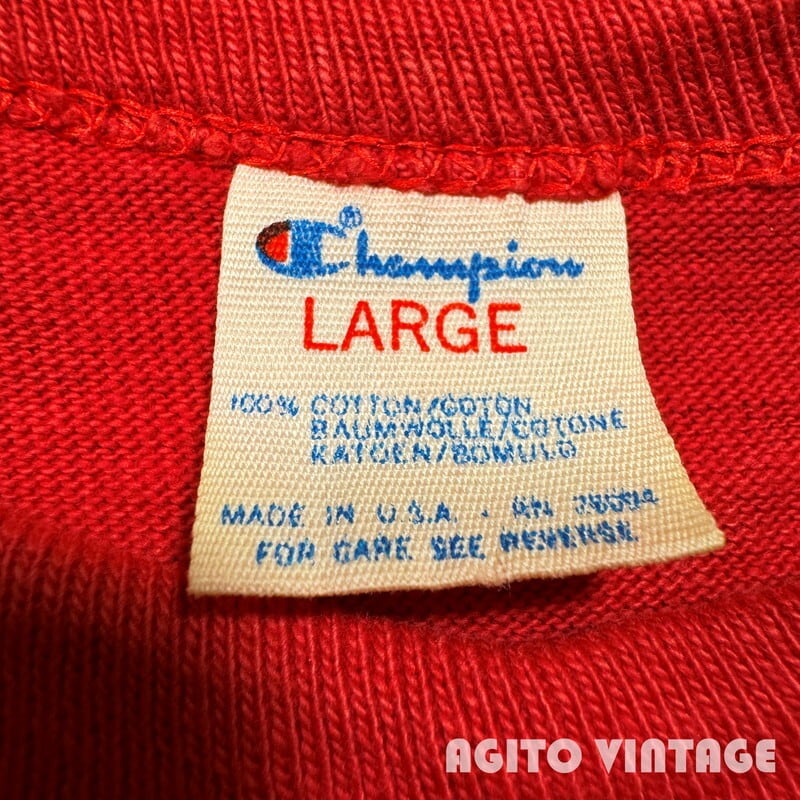 Champion®
LARGE
100% COTTON/COTON
BAUMWOLLE/COTONE
KATOEN/BOMULD
MADE IN U.S.A. - RN 26094
FOR CARE SEE REVERSE
AGITO VINTAGE